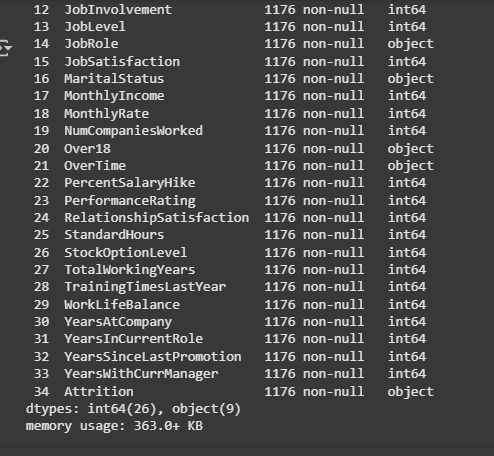 12 JobInvolvement 1176 non-null int64
13 JobLevel 1176 non-null int64
14 JobRole 1176 non-null object
15 JobSatisfaction 1176 non-null int64
16 MaritalStatus 1176 non-null object
17 MonthlyIncome 1176 non-null int64
18 MonthlyRate 1176 non-null int64
19 NumCompaniesWorked 1176 non-null int64
20 Over18 1176 non-null object
21 OverTime 1176 non-null object
22 PercentSalaryHike 1176 non-null int64
23 PerformanceRating 1176 non-null int64
24 RelationshipSatisfaction 1176 non-null int64
25 StandardHours 1176 non-null int64
26 StockOptionLevel 1176 non-null int64
27 TotalWorkingYears 1176 non-null int64
28 TrainingTimesLastYear 1176 non-null int64
29 WorkLifeBalance 1176 non-null int64
30 YearsAtCompany 1176 non-null int64
31 YearsInCurrentRole 1176 non-null int64
32 YearsSinceLastPromotion 1176 non-null int64
33 YearsWithCurrManager 1176 non-null int64
34 Attrition 1176 non-null object
dtypes: int64(26), object(9)
memory usage: 363.0+ KB